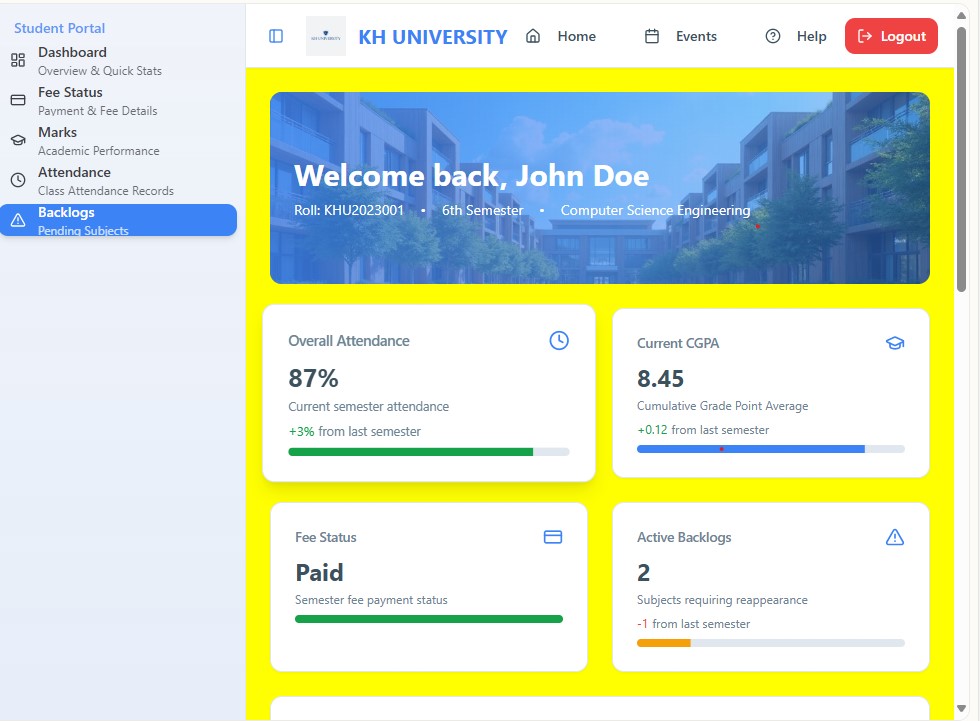 Student Portal
Dashboard
Overview & Quick Stats
Fee Status
Payment & Fee Details
Marks
Academic Performance
Attendance
Class Attendance Records
Backlogs
Pending Subjects
KH UNIVERSITY
KH UNIVERSITY
Home
Events
Help
Logout
Welcome back, John Doe
Roll: KHU2023001 • 6th Semester • Computer Science Engineering
Overall Attendance
87%
Current semester attendance
+3% from last semester
Current CGPA
8.45
Cumulative Grade Point Average
+0.12 from last semester
Fee Status
Paid
Semester fee payment status
Active Backlogs
2
Subjects requiring reappearance
-1 from last semester